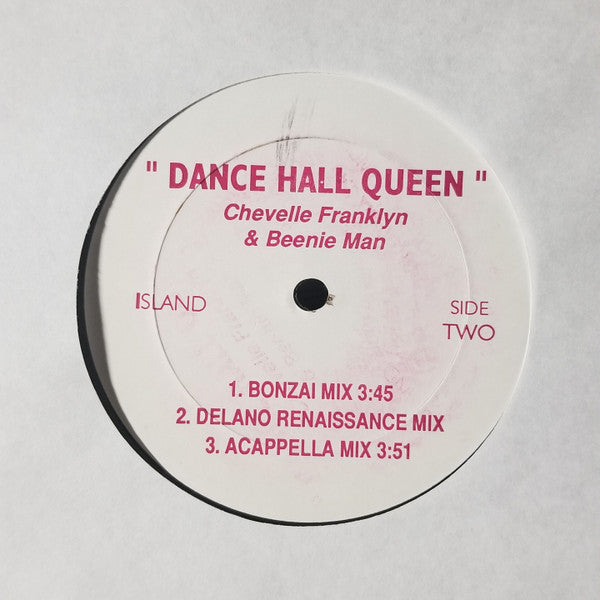 " DANCE HALL QUEEN "
Chevelle Franklyn
& Beenie Man
ISLAND
SIDE
TWO
1. BONZAI MIX 3:45
2. DELANO RENAISSANCE MIX
3. ACAPPELLA MIX 3:51